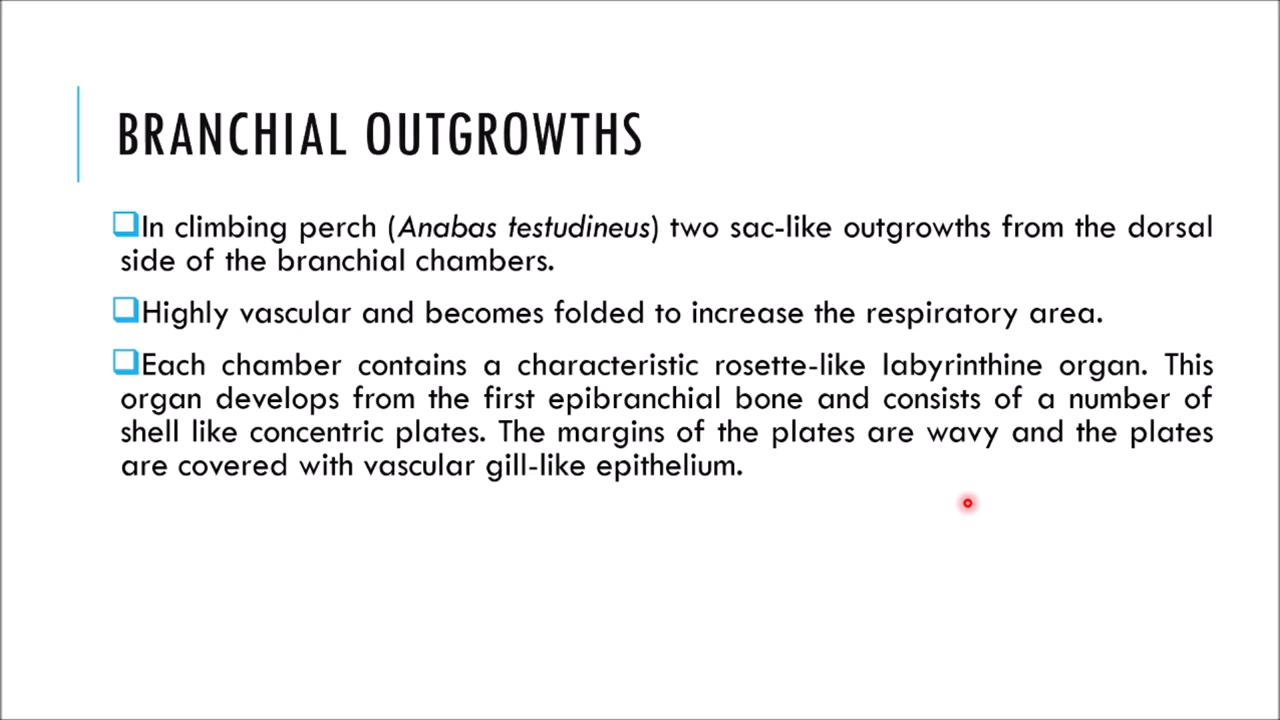 BRANCHIAL OUTGROWTHS
In climbing perch (Anabas testudineus) two sac-like outgrowths from the dorsal
side of the branchial chambers.
Highly vascular and becomes folded to increase the respiratory area.
Each chamber contains a characteristic rosette-like labyrinthine organ. This
organ develops from the first epibranchial bone and consists of a number of
shell like concentric plates. The margins of the plates are wavy and the plates
are covered with vascular gill-like epithelium.